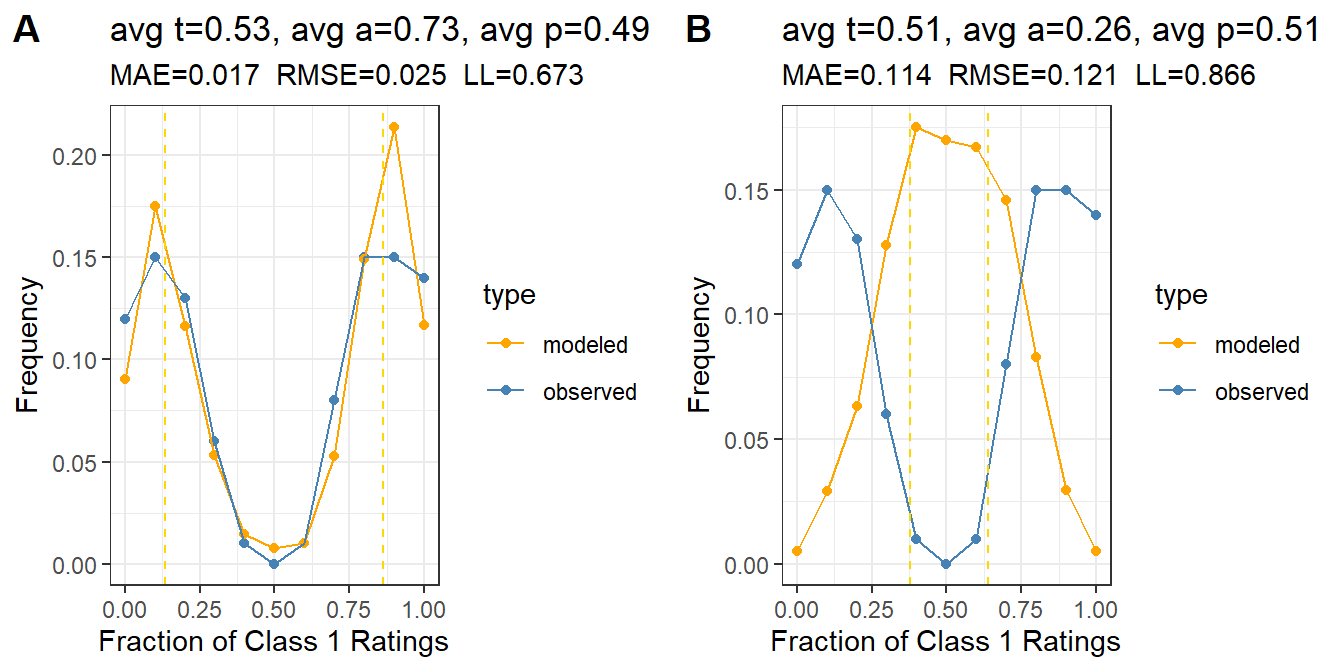 A
avg t=0.53, avg a=0.73, avg p=0.49
MAE=0.017 RMSE=0.025 LL=0.673
Frequency
0.20
0.15
0.10
0.05
0.00
0.00 0.25 0.50 0.75 1.00
Fraction of Class 1 Ratings
type
modeled
observed
B
avg t=0.51, avg a=0.26, avg p=0.51
MAE=0.114 RMSE=0.121 LL=0.866
Frequency
0.15
0.10
0.05
0.00
0.00 0.25 0.50 0.75 1.00
Fraction of Class 1 Ratings
type
modeled
observed